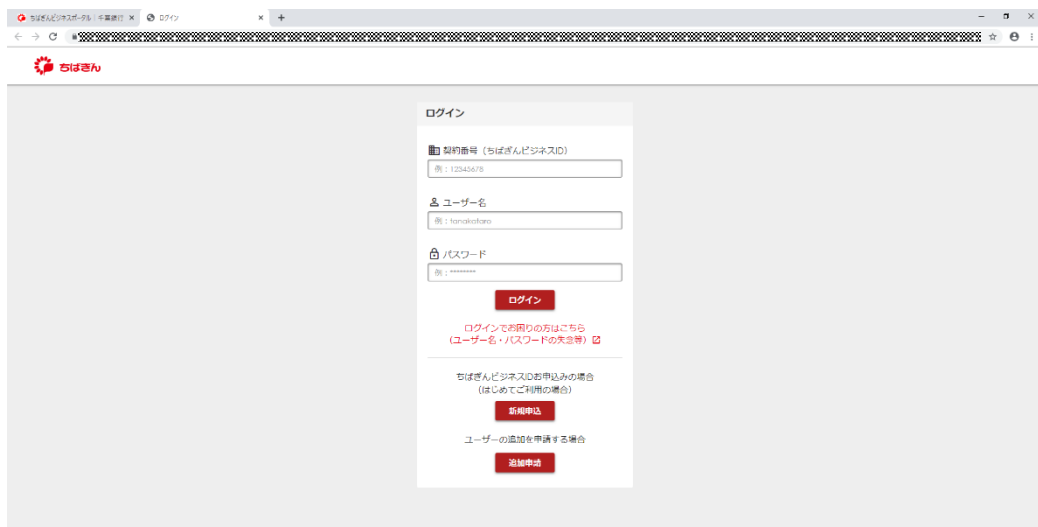 ちばぎんビジネスポータル｜千葉銀行
ログイン
ちばぎん
ログイン
契約番号（ちばぎんビジネスID）
例：12345678
ユーザー名
例：tanakataro
パスワード
例：********
ログイン
ログインでお困りの方はこちら
（ユーザー名・パスワードの失念等）
ちばぎんビジネスIDお申込みの場合
（はじめてご利用の場合）
新規申込
ユーザーの追加を申請する場合
追加申請